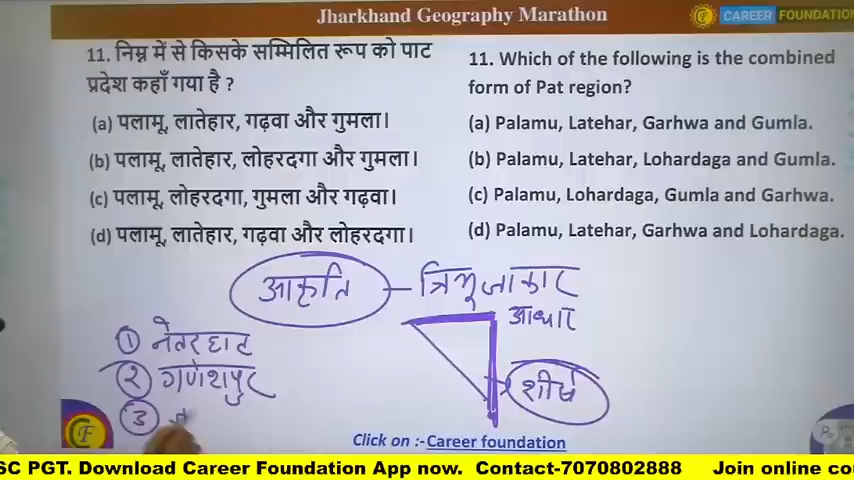 Jharkhand Geography Marathon
CAREER FOUNDATION
11. निम्न में से किसके सम्मिलित रूप को पाट
प्रदेश कहाँ गया है ?
(a) पलामू, लातेहार, गढ़वा और गुमला।
(b) पलामू, लातेहार, लोहरदगा और गुमला।
(c) पलामू, लोहरदगा, गुमला और गढ़वा।
(d) पलामू, लातेहार, गढ़वा और लोहरदगा।
11. Which of the following is the combined
form of Pat region?
(a) Palamu, Latehar, Garhwa and Gumla.
(b) Palamu, Latehar, Lohardaga and Gumla.
(c) Palamu, Lohardaga, Gumla and Garhwa.
(d) Palamu, Latehar, Garhwa and Lohardaga.
आकृति – त्रिभूजाकार
आधार
शीर्ष
① नेतरहाट
② गणेशपुर
③
CF
Click on :-Career foundation
SC PGT. Download Career Foundation App now. Contact-7070802888 Join online co